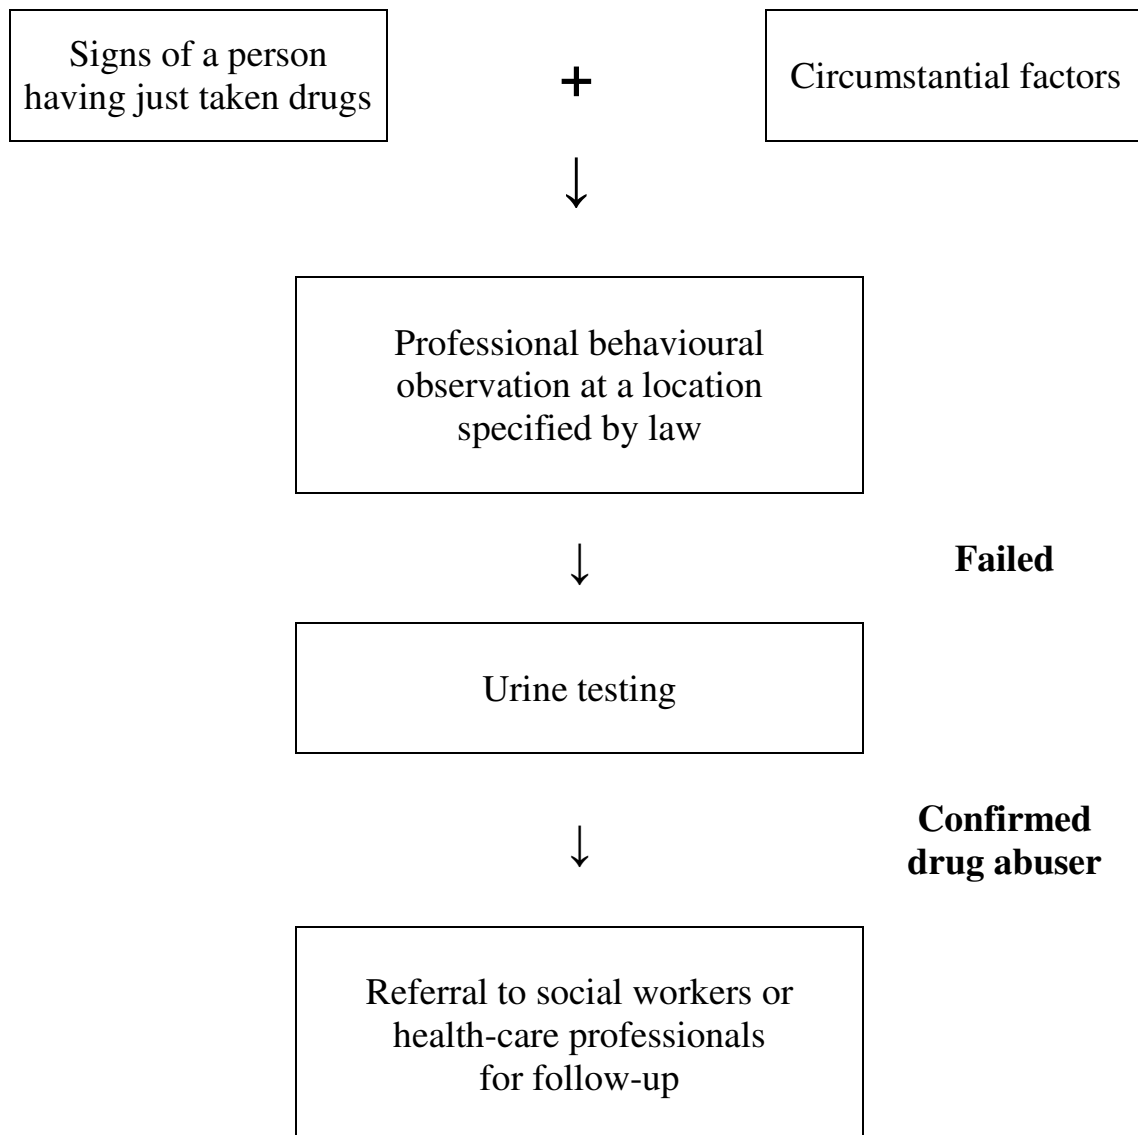 Signs of a person
having just taken drugs
+
Circumstantial factors
↓
Professional behavioural
observation at a location
specified by law
↓
Failed
Urine testing
↓
Confirmed
drug abuser
Referral to social workers or
health-care professionals
for follow-up